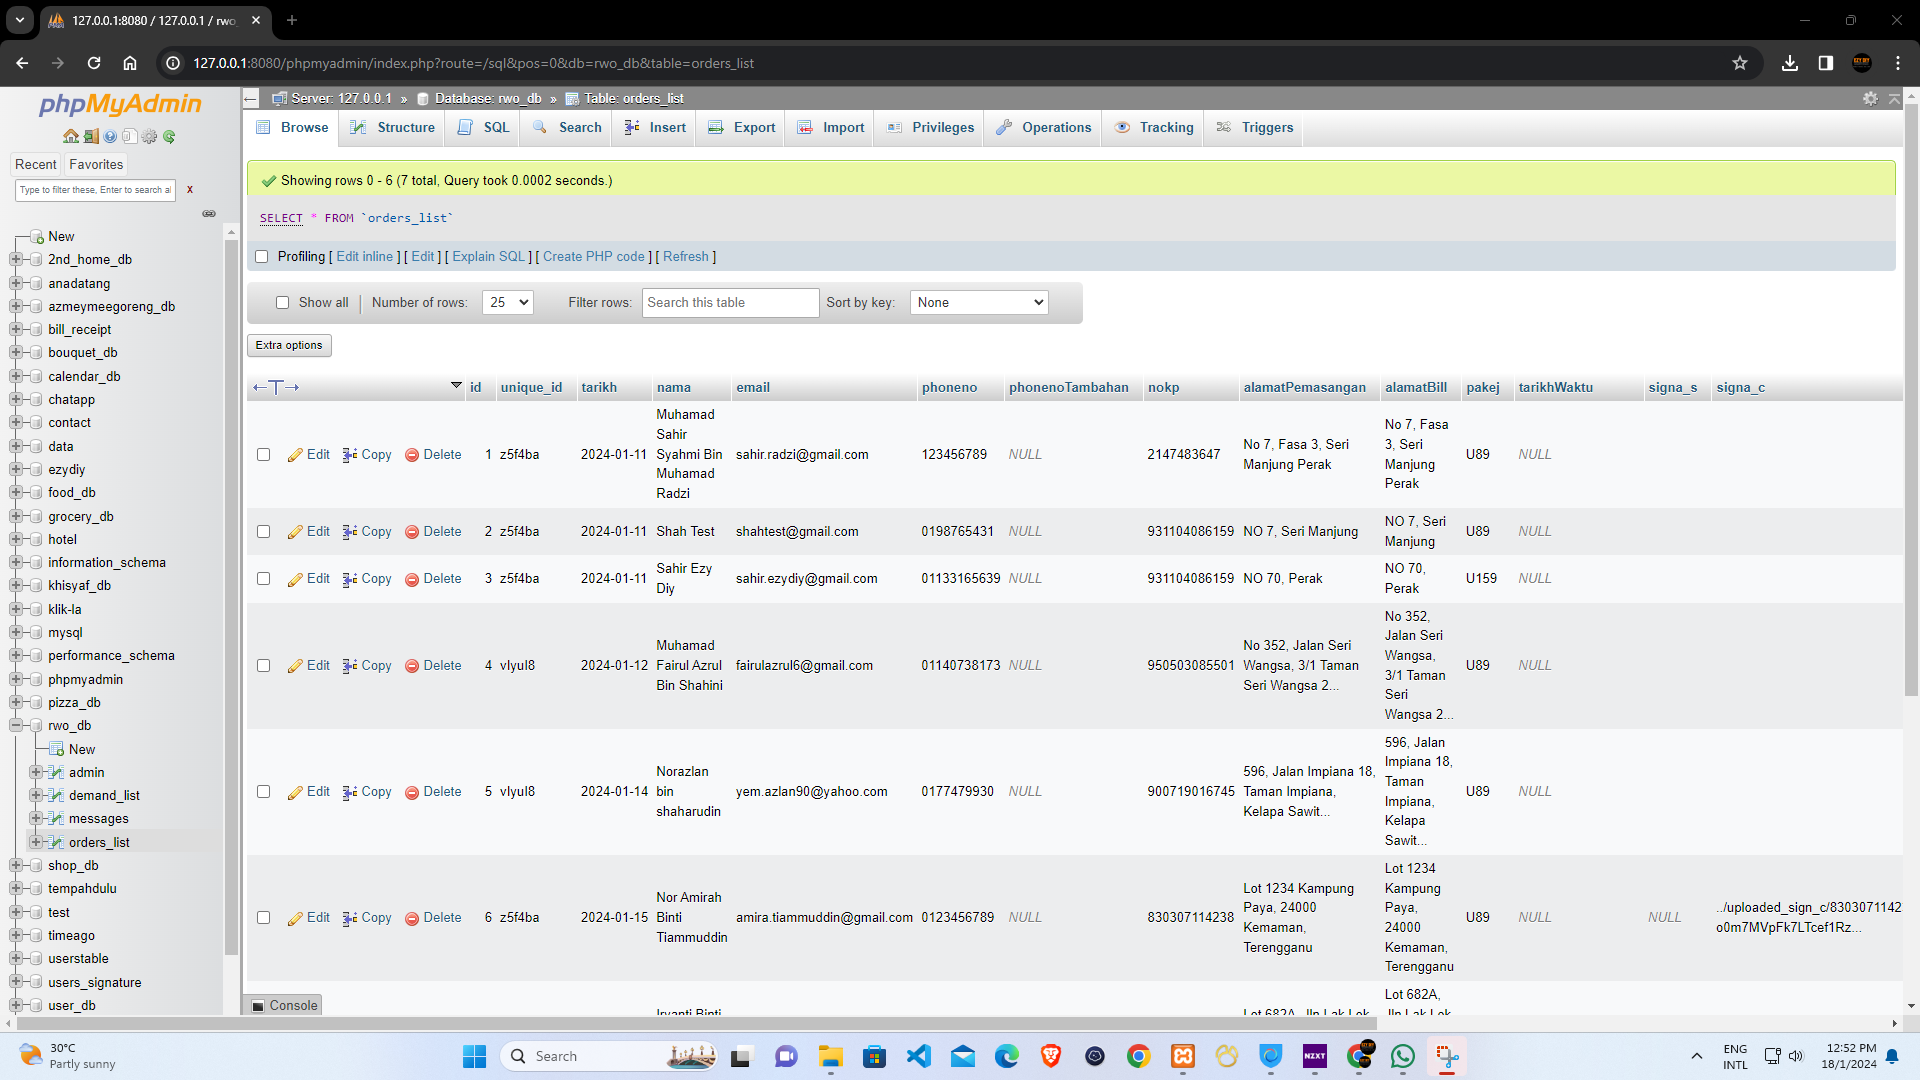 127.0.0.1:8080 / 127.0.0.1 / rwo
127.0.0.1:8080/phpmyadmin/index.php?route=/sql&pos=0&db=rwo_db&table=orders_list
phpMyAdmin
Recent Favorites
Type to filter these, Enter to search al X
New
2nd_home_db
anadatang
azmeymeegoreng_db
bill_receipt
bouquet_db
calendar_db
chatapp
contact
data
ezydiy
food_db
grocery_db
hotel
information_schema
khisyaf_db
klik-la
mysql
performance_schema
phpmyadmin
pizza_db
rwo_db
New
admin
demand_list
messages
orders_list
shop_db
tempahdulu
test
timeago
userstable
users_signature
user_db
Server: 127.0.0.1 » Database: rwo_db » Table: orders_list
Browse Structure SQL Search Insert Export Import Privileges Operations Tracking Triggers
Showing rows 0 - 6 (7 total, Query took 0.0002 seconds.)
SELECT * FROM `orders_list`
Profiling [ Edit inline ] [ Edit ] [ Explain SQL ] [ Create PHP code ] [ Refresh ]
Show all Number of rows: 25 Filter rows: Search this table Sort by key: None
Extra options
id unique_id tarikh nama email phoneno phonenoTambahan nokp alamatPemasangan alamatBill pakej tarikhWaktu signa_s signa_c
Edit Copy Delete 1 z5f4ba 2024-01-11 Muhamad Sahir Syahmi Bin Muhamad Radzi sahir.radzi@gmail.com 123456789 NULL 2147483647 No 7, Fasa 3, Seri Manjung Perak No 7, Fasa 3, Seri Manjung Perak U89 NULL
Edit Copy Delete 2 z5f4ba 2024-01-11 Shah Test shahtest@gmail.com 0198765431 NULL 931104086159 NO 7, Seri Manjung NO 7, Seri Manjung U89 NULL
Edit Copy Delete 3 z5f4ba 2024-01-11 Sahir Ezy Diy sahir.ezydiy@gmail.com 01133165639 NULL 931104086159 NO 70, Perak NO 70, Perak U159 NULL
Edit Copy Delete 4 vlyul8 2024-01-12 Muhamad Fairul Azrul Bin Shahini fairulazrul6@gmail.com 01140738173 NULL 950503085501 No 352, Jalan Seri Wangsa, 3/1 Taman Seri Wangsa 2... No 352, Jalan Seri Wangsa, 3/1 Taman Seri Wangsa 2... U89 NULL
Edit Copy Delete 5 vlyul8 2024-01-14 Norazlan bin shaharudin yem.azlan90@yahoo.com 0177479930 NULL 900719016745 596, Jalan Impiana 18, Taman Impiana, Kelapa Sawit... 596, Jalan Impiana 18, Taman Impiana, Kelapa Sawit... U89 NULL
Edit Copy Delete 6 z5f4ba 2024-01-15 Nor Amirah Binti Tiammuddin amira.tiammuddin@gmail.com 0123456789 NULL 830307114238 Lot 1234 Kampung Paya, 24000 Kemaman, Terengganu Lot 1234 Kampung Paya, 24000 Kemaman, Terengganu U89 NULL NULL ../uploaded_sign_c/8303071142 o0m7MVpFk7LTcef1Rz...
Iryanti Binti Lot 682A, Jln Lak Lok Lot 682A, Jln Lak Lok
Console
30°C
Partly sunny
Search
NZXT
ENG
INTL
12:52 PM
18/1/2024